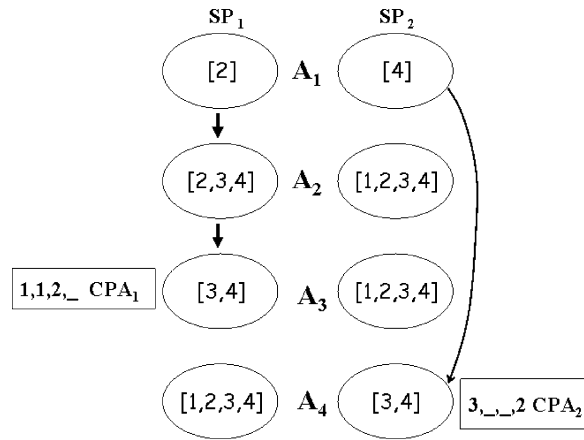 SP1 SP2
[2] A1 [4]
[2,3,4] A2 [1,2,3,4]
1,1,2,_ CPA1 [3,4] A3 [1,2,3,4]
[1,2,3,4] A4 [3,4] 3,_,_,2 CPA2